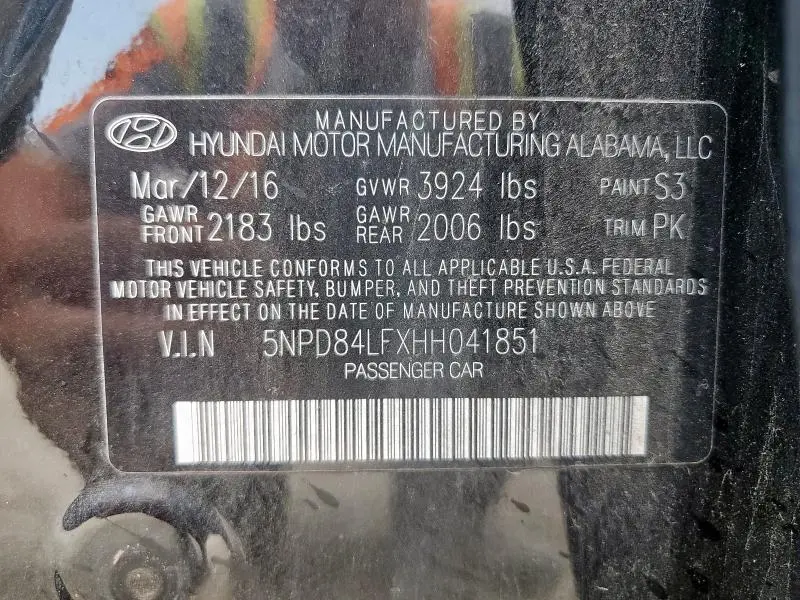 MANUFACTURED BY
HYUNDAI MOTOR MANUFACTURING ALABAMA, LLC
Mar/12/16 GVWR 3924 lbs PAINT S3
GAWR FRONT 2183 lbs GAWR REAR 2006 lbs TRIM PK
THIS VEHICLE CONFORMS TO ALL APPLICABLE U.S.A. FEDERAL
MOTOR VEHICLE SAFETY, BUMPER, AND THEFT PREVENTION STANDARDS
IN EFFECT ON THE DATE OF MANUFACTURE SHOWN ABOVE
V.I.N 5NPD84LFXHH041851
PASSENGER CAR